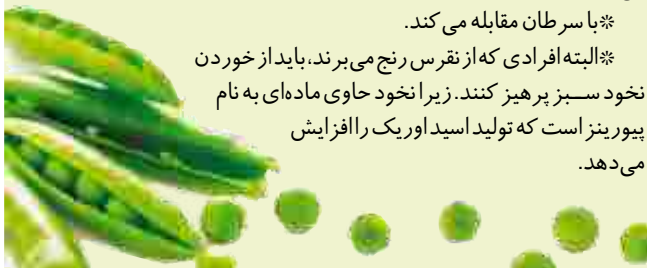 *با سرطان مقابله می کند.
*البته افرادی که از نقرس رنج می‌برند، باید از خوردن
نخود ســبز پرهیز کنند. زیرا نخود حاوی ماده‌ای به نام
پیورینز است که تولید اسید اوریک را افزایش
می‌دهد.